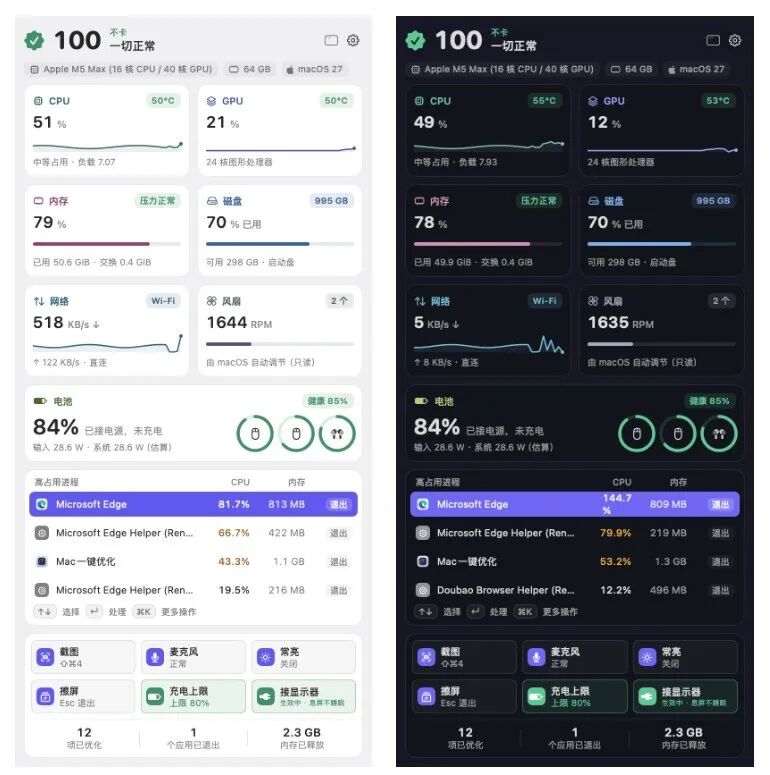 100
不卡
一切正常
Apple M5 Max (16 核 CPU / 40 核 GPU)
64 GB
macOS 27
CPU
50°C
51 %
中等占用 · 负载 7.07
GPU
50°C
21 %
24 核图形处理器
内存
压力正常
79 %
已用 50.6 GiB · 交换 0.4 GiB
磁盘
995 GB
70 % 已用
可用 298 GB · 启动盘
网络
Wi-Fi
518 KB/s ↓
↑ 122 KB/s · 直连
风扇
2 个
1644 RPM
由 macOS 自动调节 (只读)
电池
健康 85%
84% 已接电源，未充电
输入 28.6 W · 系统 28.6 W (估算)
高占用进程 CPU 内存
Microsoft Edge 81.7% 813 MB 退出
Microsoft Edge Helper (Ren... 66.7% 422 MB 退出
Mac一键优化 43.3% 1.1 GB 退出
Microsoft Edge Helper (Ren... 19.5% 216 MB 退出
↑↓ 选择 ↵ 处理 ⌘K 更多操作
截图
⇧⌘4
麦克风
正常
常亮
关闭
擦屏
Esc 退出
充电上限
上限 80%
接显示器
生效中 · 息屏不睡眠
12
项已优化
1
个应用已退出
2.3 GB
内存已释放
100
不卡
一切正常
Apple M5 Max (16 核 CPU / 40 核 GPU)
64 GB
macOS 27
CPU
55°C
49 %
中等占用 · 负载 7.93
GPU
53°C
12 %
24 核图形处理器
内存
压力正常
78 %
已用 49.9 GiB · 交换 0.4 GiB
磁盘
995 GB
70 % 已用
可用 298 GB · 启动盘
网络
Wi-Fi
5 KB/s ↓
↑ 8 KB/s · 直连
风扇
2 个
1635 RPM
由 macOS 自动调节 (只读)
电池
健康 85%
84% 已接电源，未充电
输入 28.6 W · 系统 28.6 W (估算)
高占用进程 CPU 内存
Microsoft Edge 144.7 % 809 MB 退出
Microsoft Edge Helper (Ren... 79.9% 219 MB 退出
Mac一键优化 53.2% 1.3 GB 退出
Doubao Browser Helper (Re... 12.2% 496 MB 退出
↑↓ 选择 ↵ 处理 ⌘K 更多操作
截图
⇧⌘4
麦克风
正常
常亮
关闭
擦屏
Esc 退出
充电上限
上限 80%
接显示器
生效中 · 息屏不睡眠
12
项已优化
1
个应用已退出
2.3 GB
内存已释放